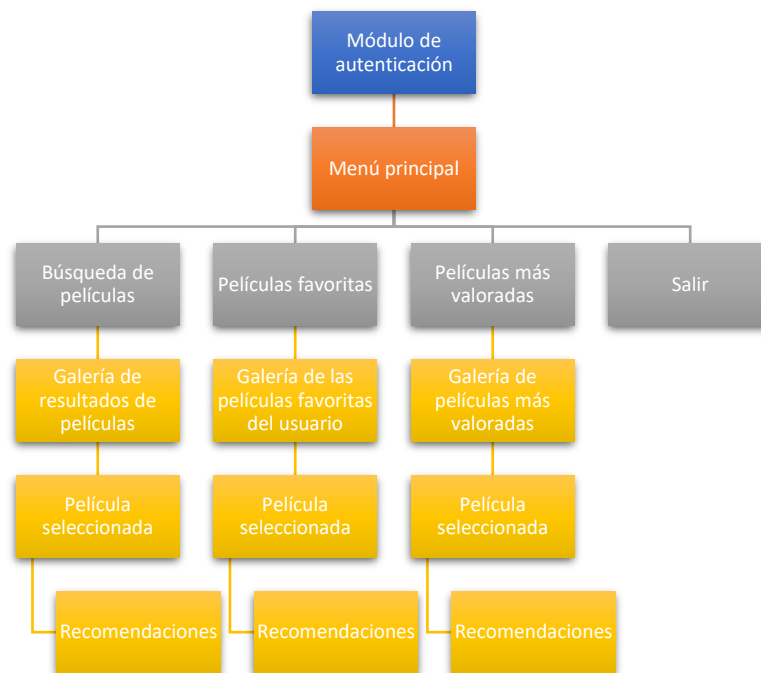 Módulo de
autenticación
Menú principal
Búsqueda de
películas
Películas favoritas
Películas más
valoradas
Salir
Galería de
resultados de
películas
Galería de las
películas favoritas
del usuario
Galería de
películas más
valoradas
Película
seleccionada
Película
seleccionada
Película
seleccionada
Recomendaciones
Recomendaciones
Recomendaciones